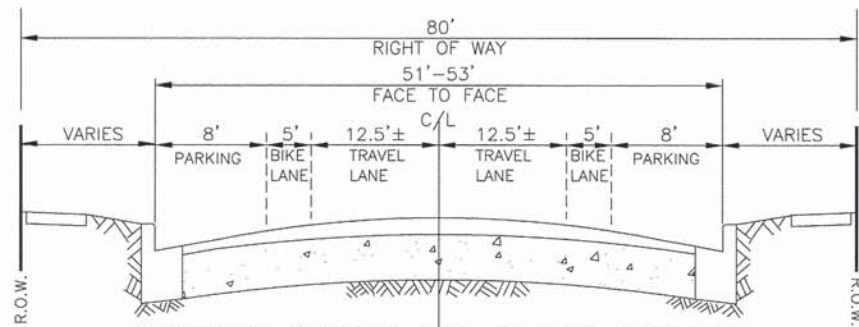 80'
RIGHT OF WAY
51'-53'
FACE TO FACE
C/L
VARIES 8' 5' 12.5'± 12.5'± 5' 8' VARIES
PARKING BIKE TRAVEL TRAVEL BIKE PARKING
LANE LANE LANE LANE
R.O.W. R.O.W.